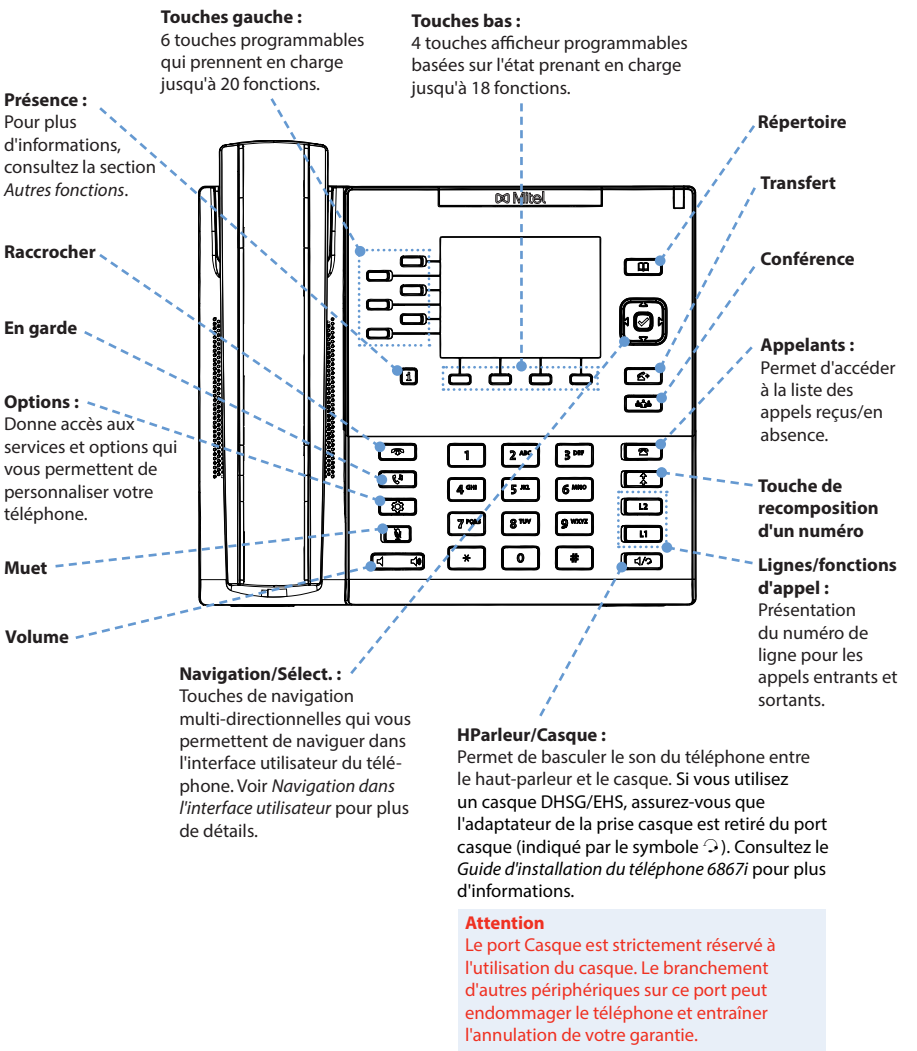 Touches gauche :
6 touches programmables
qui prennent en charge
jusqu'à 20 fonctions.
Touches bas :
4 touches afficheur programmables
basées sur l'état prenant en charge
jusqu'à 18 fonctions.
Présence :
Pour plus
d'informations,
consultez la section
Autres fonctions.
Raccrocher
En garde
Options :
Donne accès aux
services et options qui
vous permettent de
personnaliser votre
téléphone.
Muet
Volume
Mitel
1
2 ABC
3 DEF
4 GHI
5 JKL
6 MNO
7 PQRS
8 TUV
9 WXYZ
*
0
#
L2
L1
Répertoire
Transfert
Conférence
Appelants :
Permet d'accéder
à la liste des
appels reçus/en
absence.
Touche de
recomposition
d'un numéro
Lignes/fonctions
d'appel :
Présentation
du numéro de
ligne pour les
appels entrants et
sortants.
Navigation/Sélect. :
Touches de navigation
multi-directionnelles qui vous
permettent de naviguer dans
l'interface utilisateur du télé-
phone. Voir Navigation dans
l'interface utilisateur pour plus
de détails.
HParleur/Casque :
Permet de basculer le son du téléphone entre
le haut-parleur et le casque. Si vous utilisez
un casque DHSG/EHS, assurez-vous que
l'adaptateur de la prise casque est retiré du port
casque (indiqué par le symbole ). Consultez le
Guide d'installation du téléphone 6867i pour plus
d'informations.
Attention
Le port Casque est strictement réservé à
l'utilisation du casque. Le branchement
d'autres périphériques sur ce port peut
endommager le téléphone et entraîner
l'annulation de votre garantie.